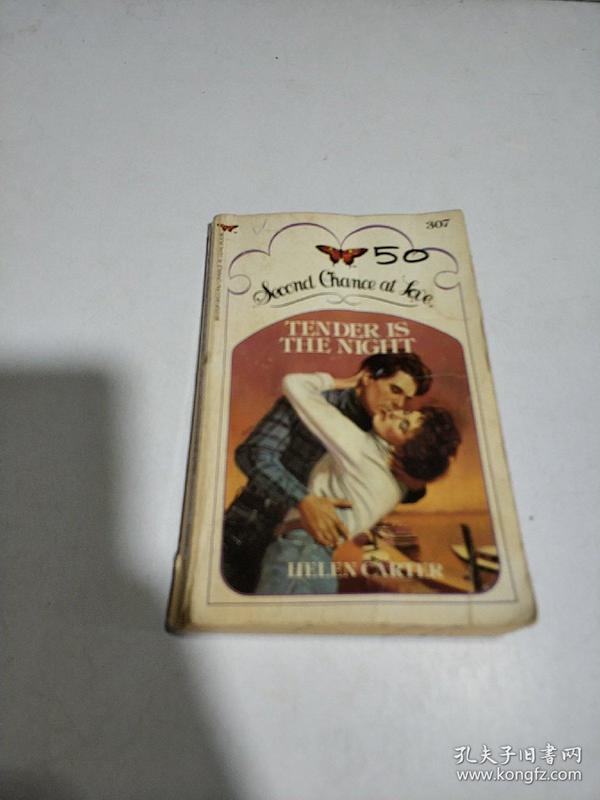 307
50
Second Chance at Love
TENDER IS
THE NIGHT
HELEN CARTER
孔夫子旧书网
www.kongfz.com